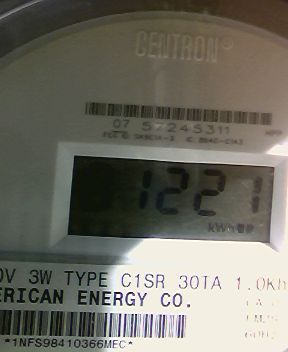 CENTRON®
07 57245311
1221
kWh
0V 3W TYPE C1SR 30TA 1.0Kh
ERICAN ENERGY CO.
*1NFS98410366MEC*